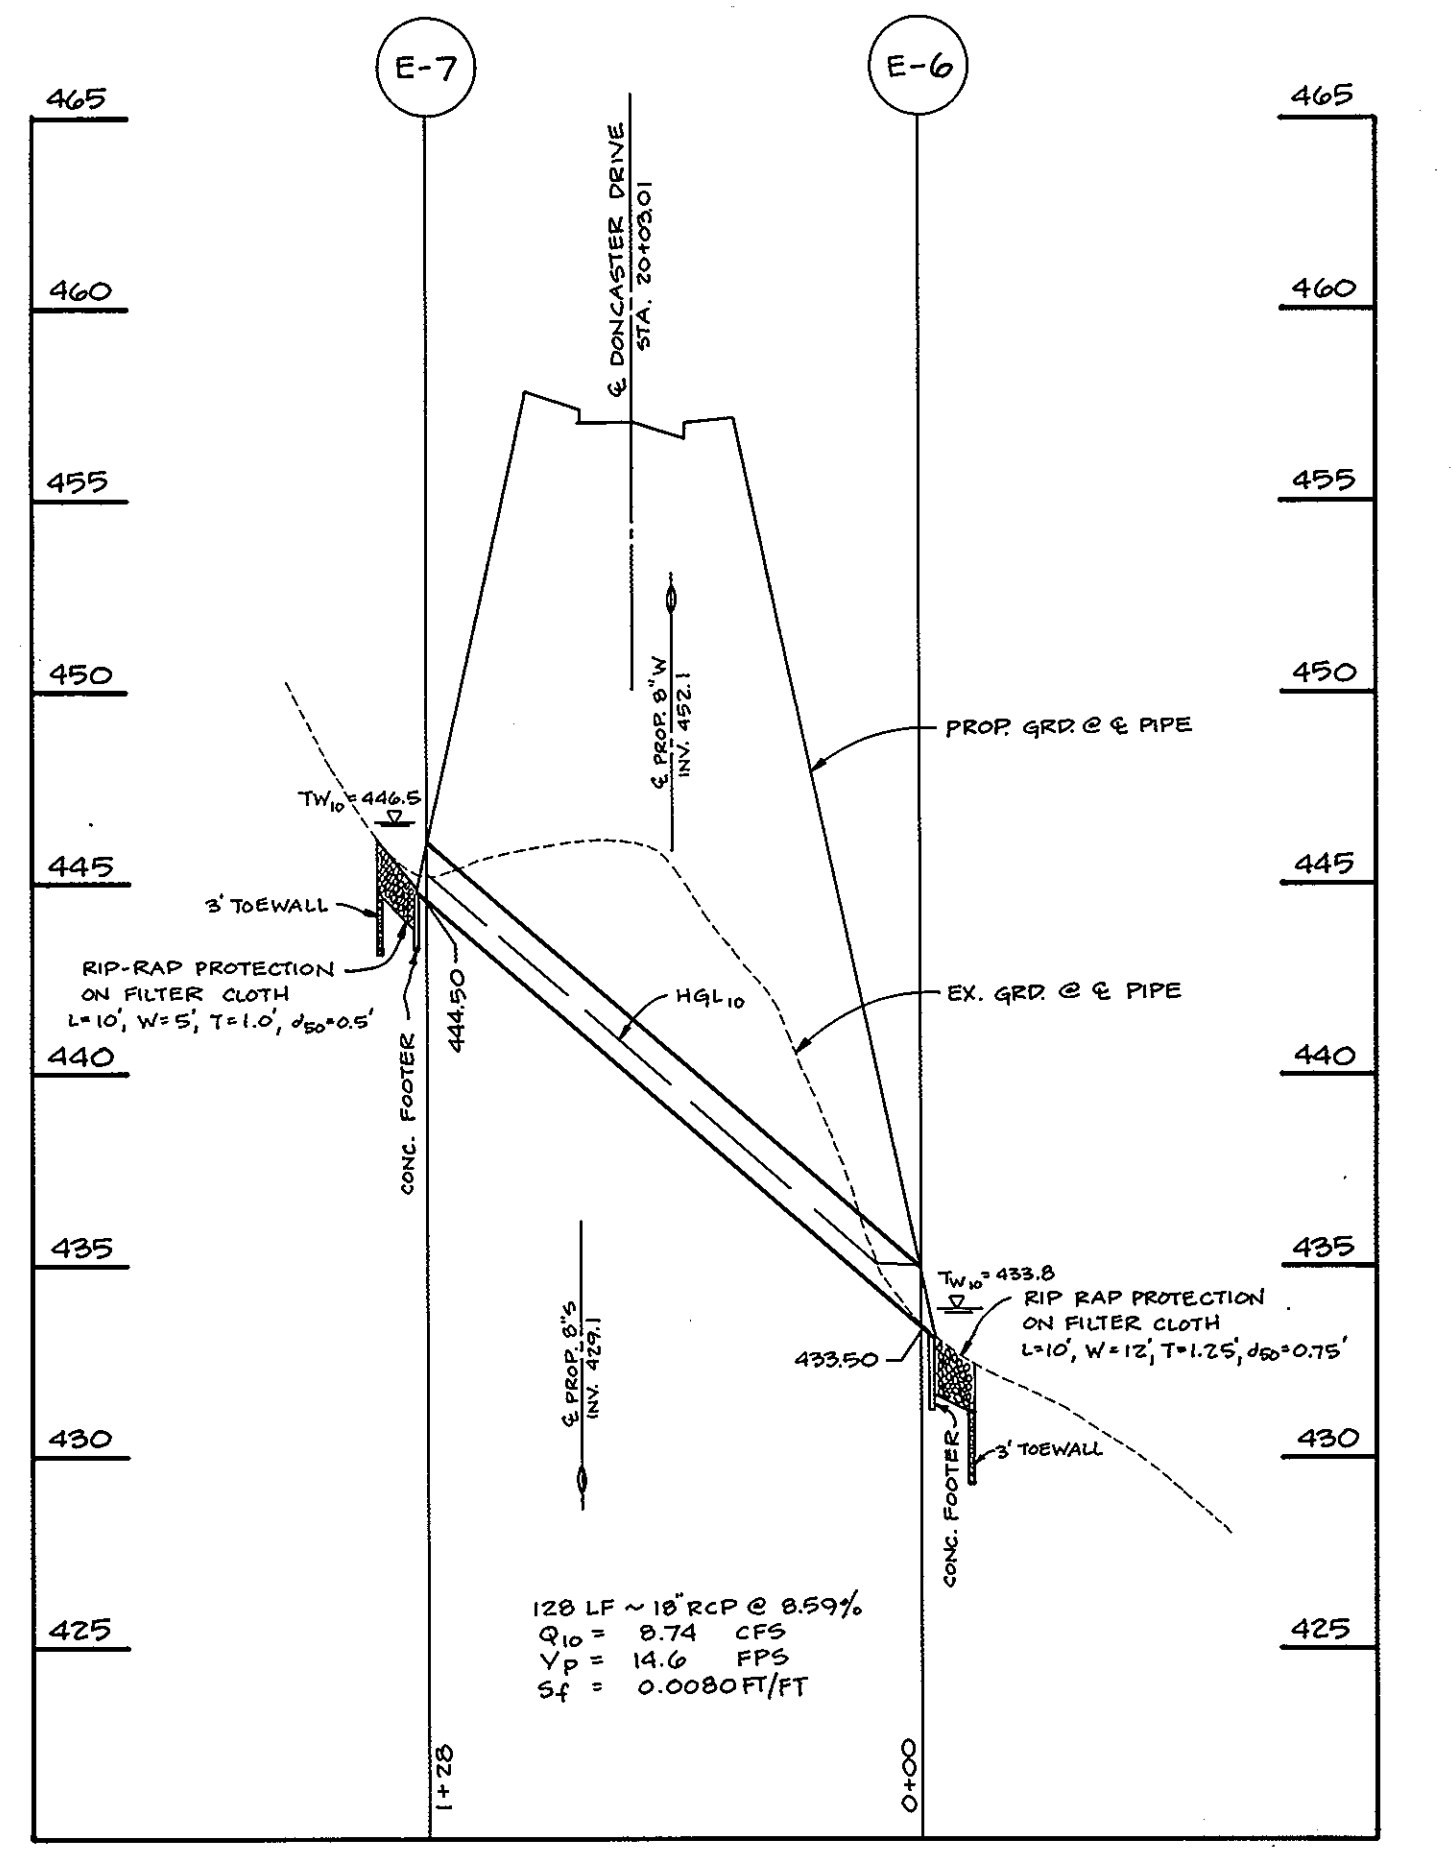 E-7
E-6
465
465
460
460
455
455
450
450
445
445
440
440
435
435
430
430
425
425
℄ DONCASTER DRIVE
STA. 20+03.01
℄ PROP. 8"W
INV. 452.1
PROP. GRD. @ ℄ PIPE
TW10=446.5
3' TOEWALL
RIP-RAP PROTECTION
ON FILTER CLOTH
L=10', W=5', T=1.0', d50=0.5'
CONC. FOOTER
444.50
HGL10
EX. GRD. @ ℄ PIPE
TW10=433.8
RIP RAP PROTECTION
ON FILTER CLOTH
L=10', W=12', T=1.25', d50=0.75'
433.50
℄ PROP. 8"S
INV. 429.1
CONC. FOOTER
3' TOEWALL
128 LF ~ 18" RCP @ 8.59%
Q10 = 8.74 CFS
Vp = 14.6 FPS
Sf = 0.0080 FT/FT
1+28
0+00